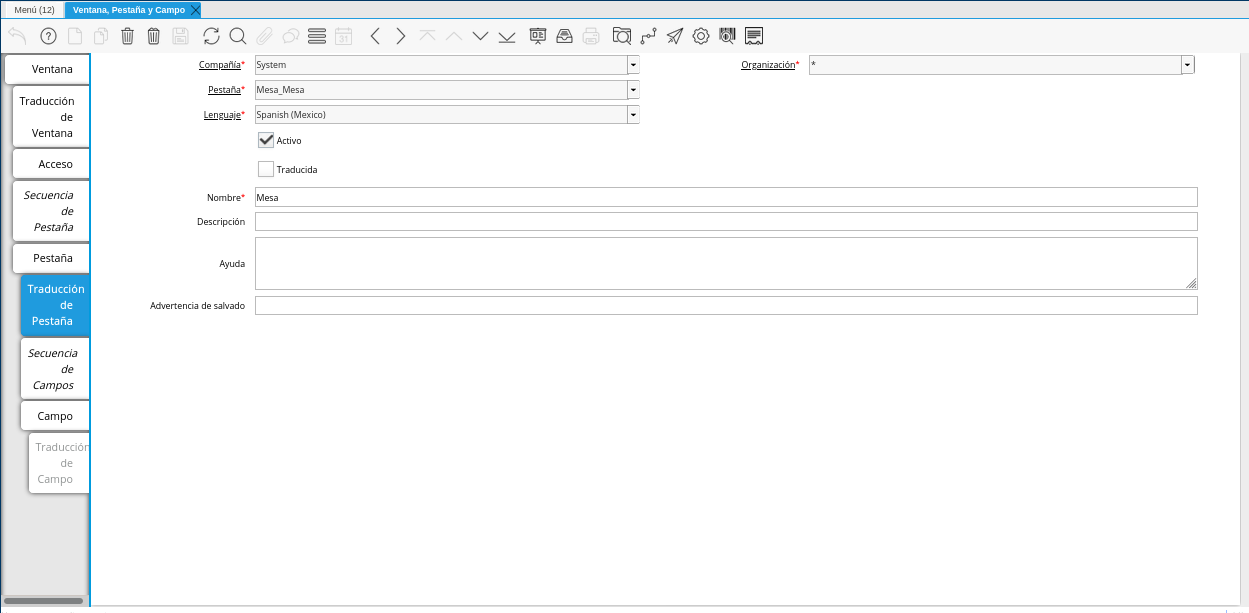 Menú (12)
Ventana, Pestaña y Campo
31
Ventana
Traducción
de
Ventana
Acceso
Secuencia
de
Pestaña
Pestaña
Traducción
de
Pestaña
Secuencia
de
Campos
Campo
Traducción
de
Campo
Compañía* System
Organización* *
Pestaña* Mesa_Mesa
Lenguaje* Spanish (Mexico)
Activo
Traducida
Nombre* Mesa
Descripción
Ayuda
Advertencia de salvado